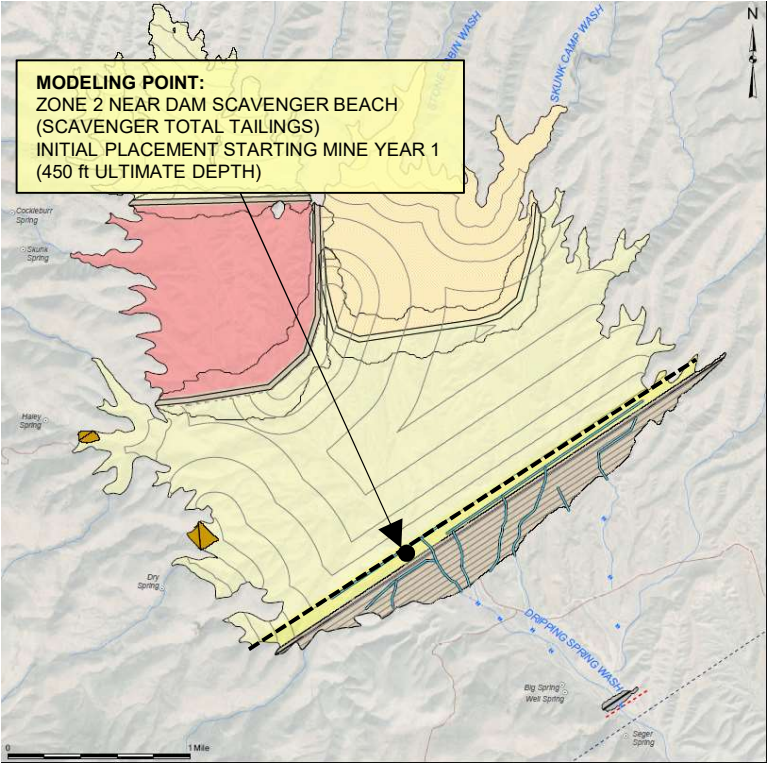 N
SKUNK CAMP WASH
MODELING POINT:
ZONE 2 NEAR DAM SCAVENGER BEACH
(SCAVENGER TOTAL TAILINGS)
INITIAL PLACEMENT STARTING MINE YEAR 1
(450 ft ULTIMATE DEPTH)
Cockleburr
Spring
Skunk
Spring
Haley
Spring
Dry
Spring
DRIPPING SPRING WASH
Big Spring
Well Spring
Seger
Spring
0 1 Mile